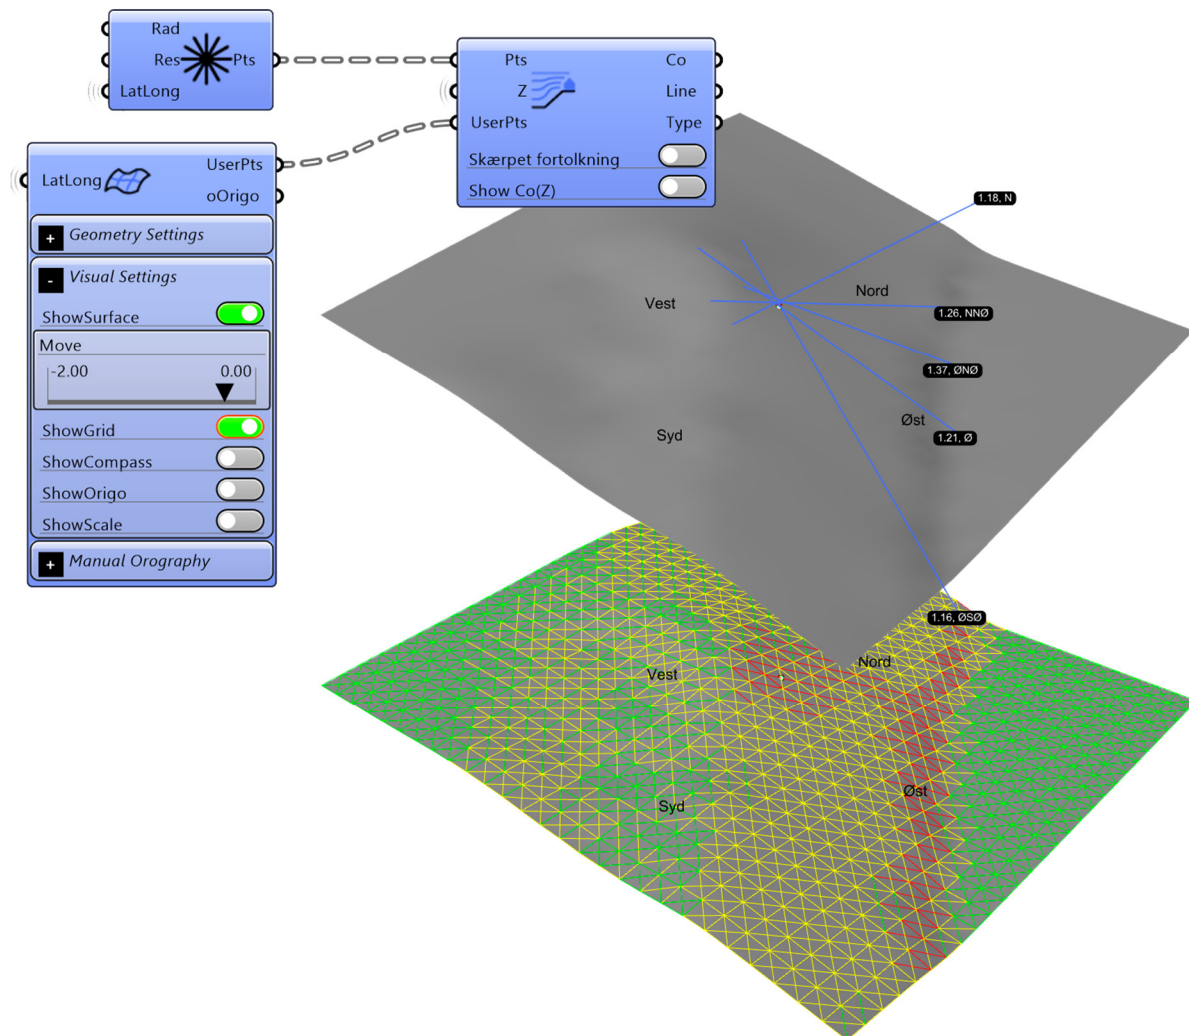 Rad
Res Pts
LatLong
Pts Co
Z Line
UserPts Type
Skærpet fortolkning
Show Co(Z)
UserPts
LatLong
oOrigo
+ Geometry Settings
- Visual Settings
ShowSurface
Move
-2.00 0.00
ShowGrid
ShowCompass
ShowOrigo
ShowScale
+ Manual Orography
1.18, N
Nord
Vest
1.26, NNØ
1.37, ØNØ
Øst
Syd
1.21, Ø
1.16, ØSØ
Nord
Vest
Øst
Syd